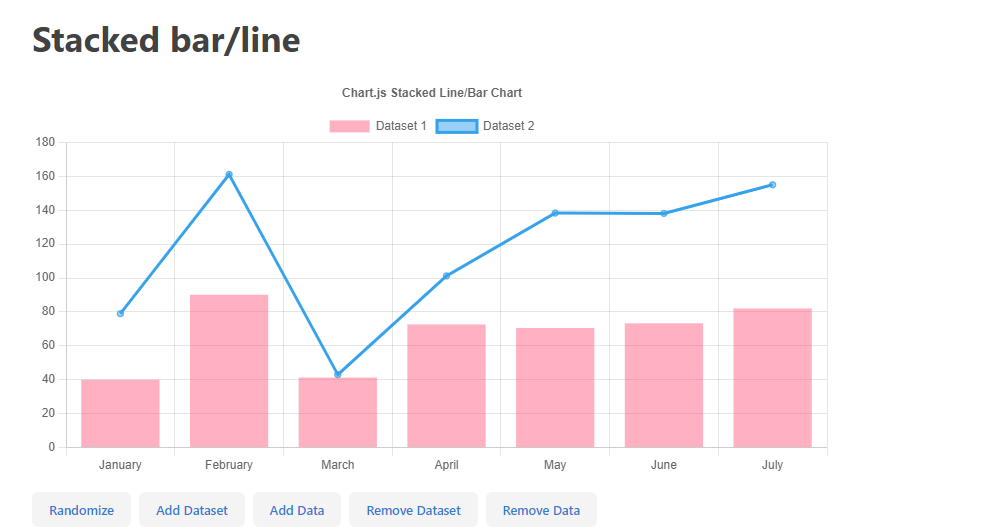 Stacked bar/line
Chart.js Stacked Line/Bar Chart
Dataset 1 Dataset 2
180
160
140
120
100
80
60
40
20
0
January February March April May June July
Randomize Add Dataset Add Data Remove Dataset Remove Data